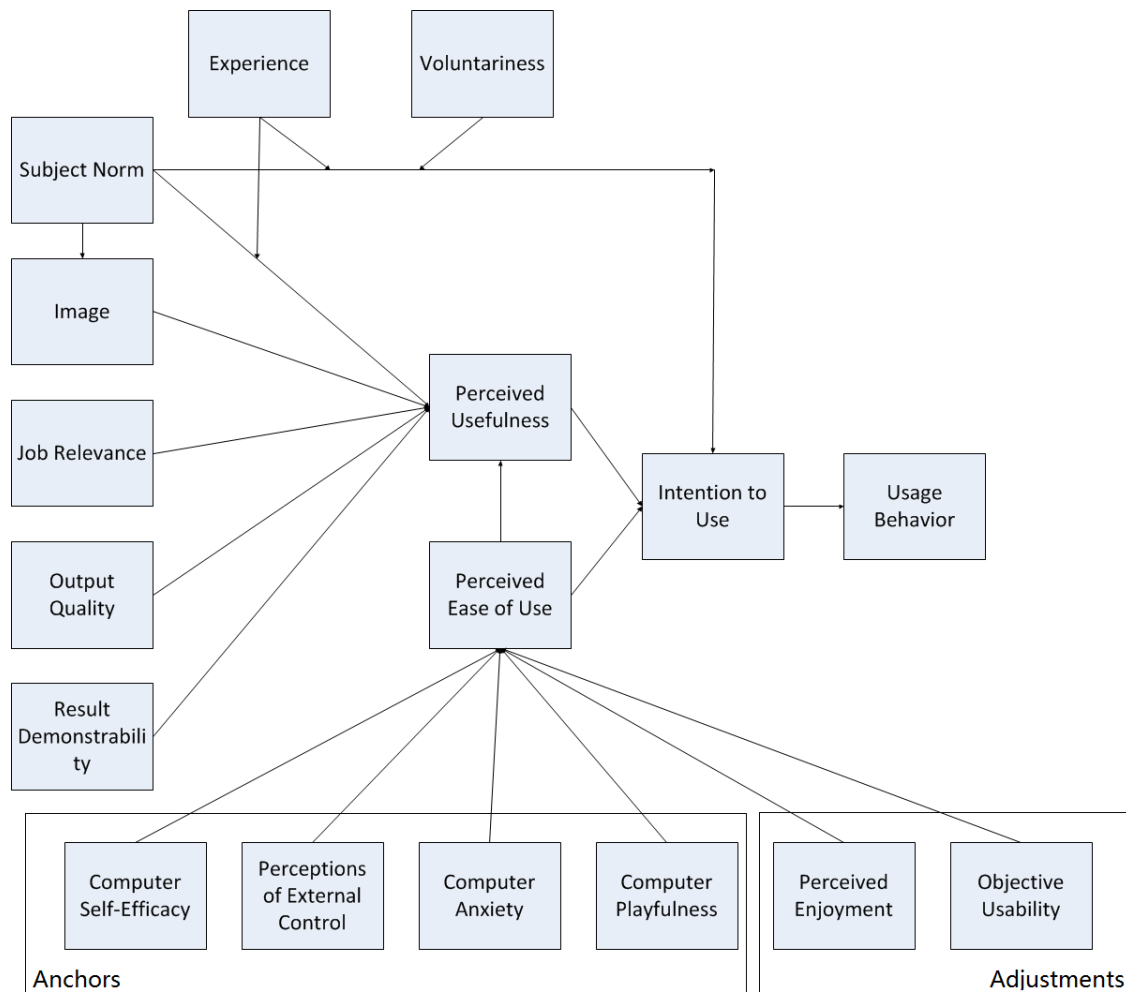 Experience
Voluntariness
Subject Norm
Image
Job Relevance
Output
Quality
Result
Demonstrabili
ty
Perceived
Usefulness
Perceived
Ease of Use
Intention to
Use
Usage
Behavior
Computer
Self-Efficacy
Perceptions
of External
Control
Computer
Anxiety
Computer
Playfulness
Perceived
Enjoyment
Objective
Usability
Anchors
Adjustments